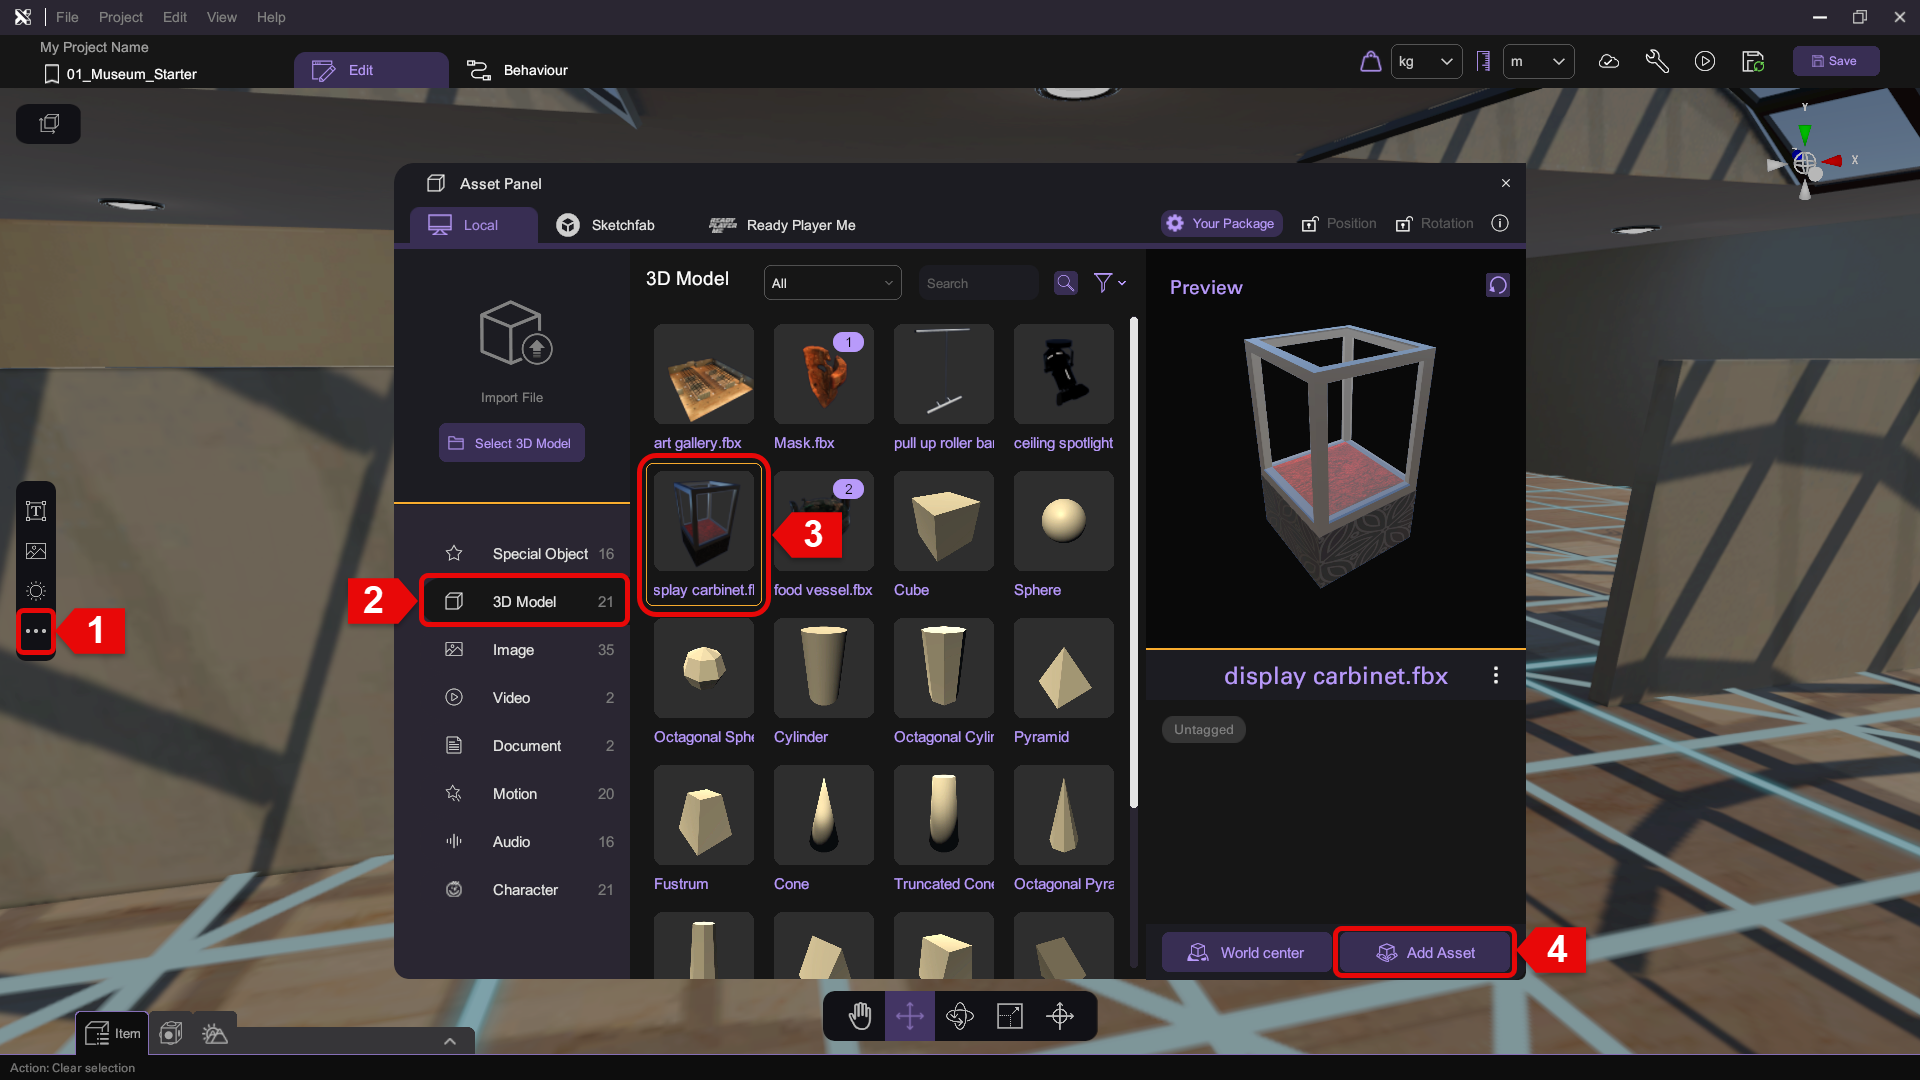 File Project Edit View Help
My Project Name
01_Museum_Starter
Edit
Behaviour
kg
m
Save
Y
X
Asset Panel
Local
Sketchfab
READY PLAYER ME
Ready Player Me
Your Package
Position
Rotation
Import File
Select 3D Model
Special Object 16
3D Model 21
Image 35
Video 2
Document 2
Motion 20
Audio 16
Character 21
3D Model
All
Search
1
art gallery.fbx
Mask.fbx
pull up roller bar
ceiling spotlight
2
splay carbinet.fl
food vessel.fbx
Cube
Sphere
Octagonal Sphe
Cylinder
Octagonal Cylin
Pyramid
Fustrum
Cone
Truncated Cone
Octagonal Pyra
Preview
display carbinet.fbx
Untagged
World center
Add Asset
1
2
3
4
T
Item
Action: Clear selection